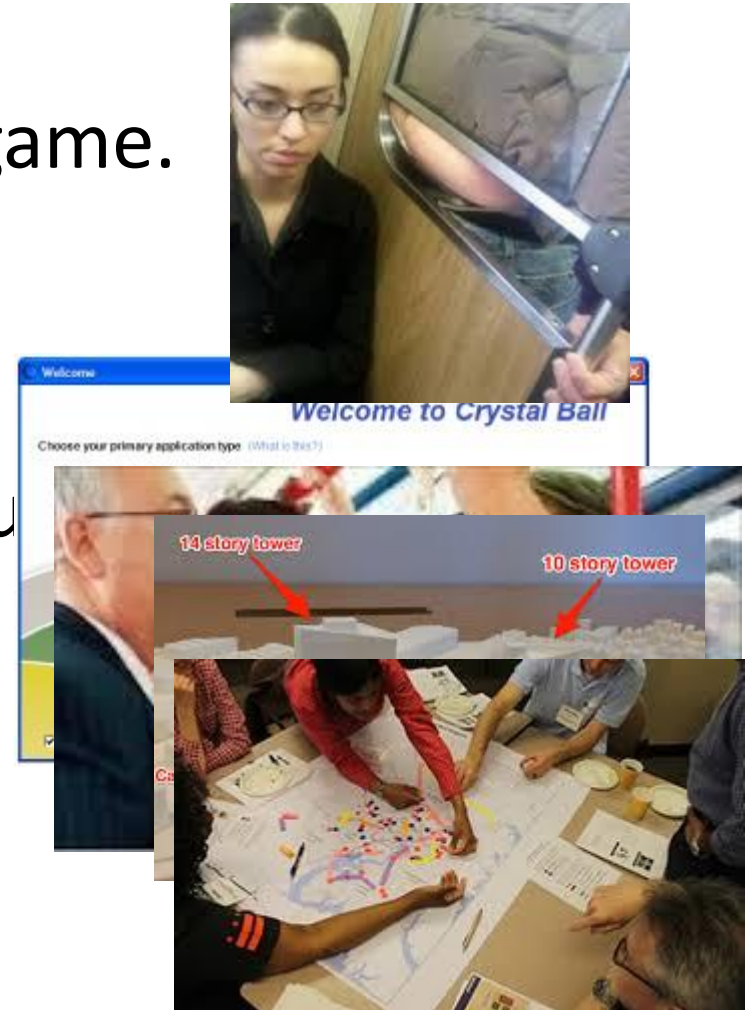 game.
Welcome
Welcome to Crystal Ball
Choose your primary application type (What is this?)
14 story tower
10 story tower
Ca